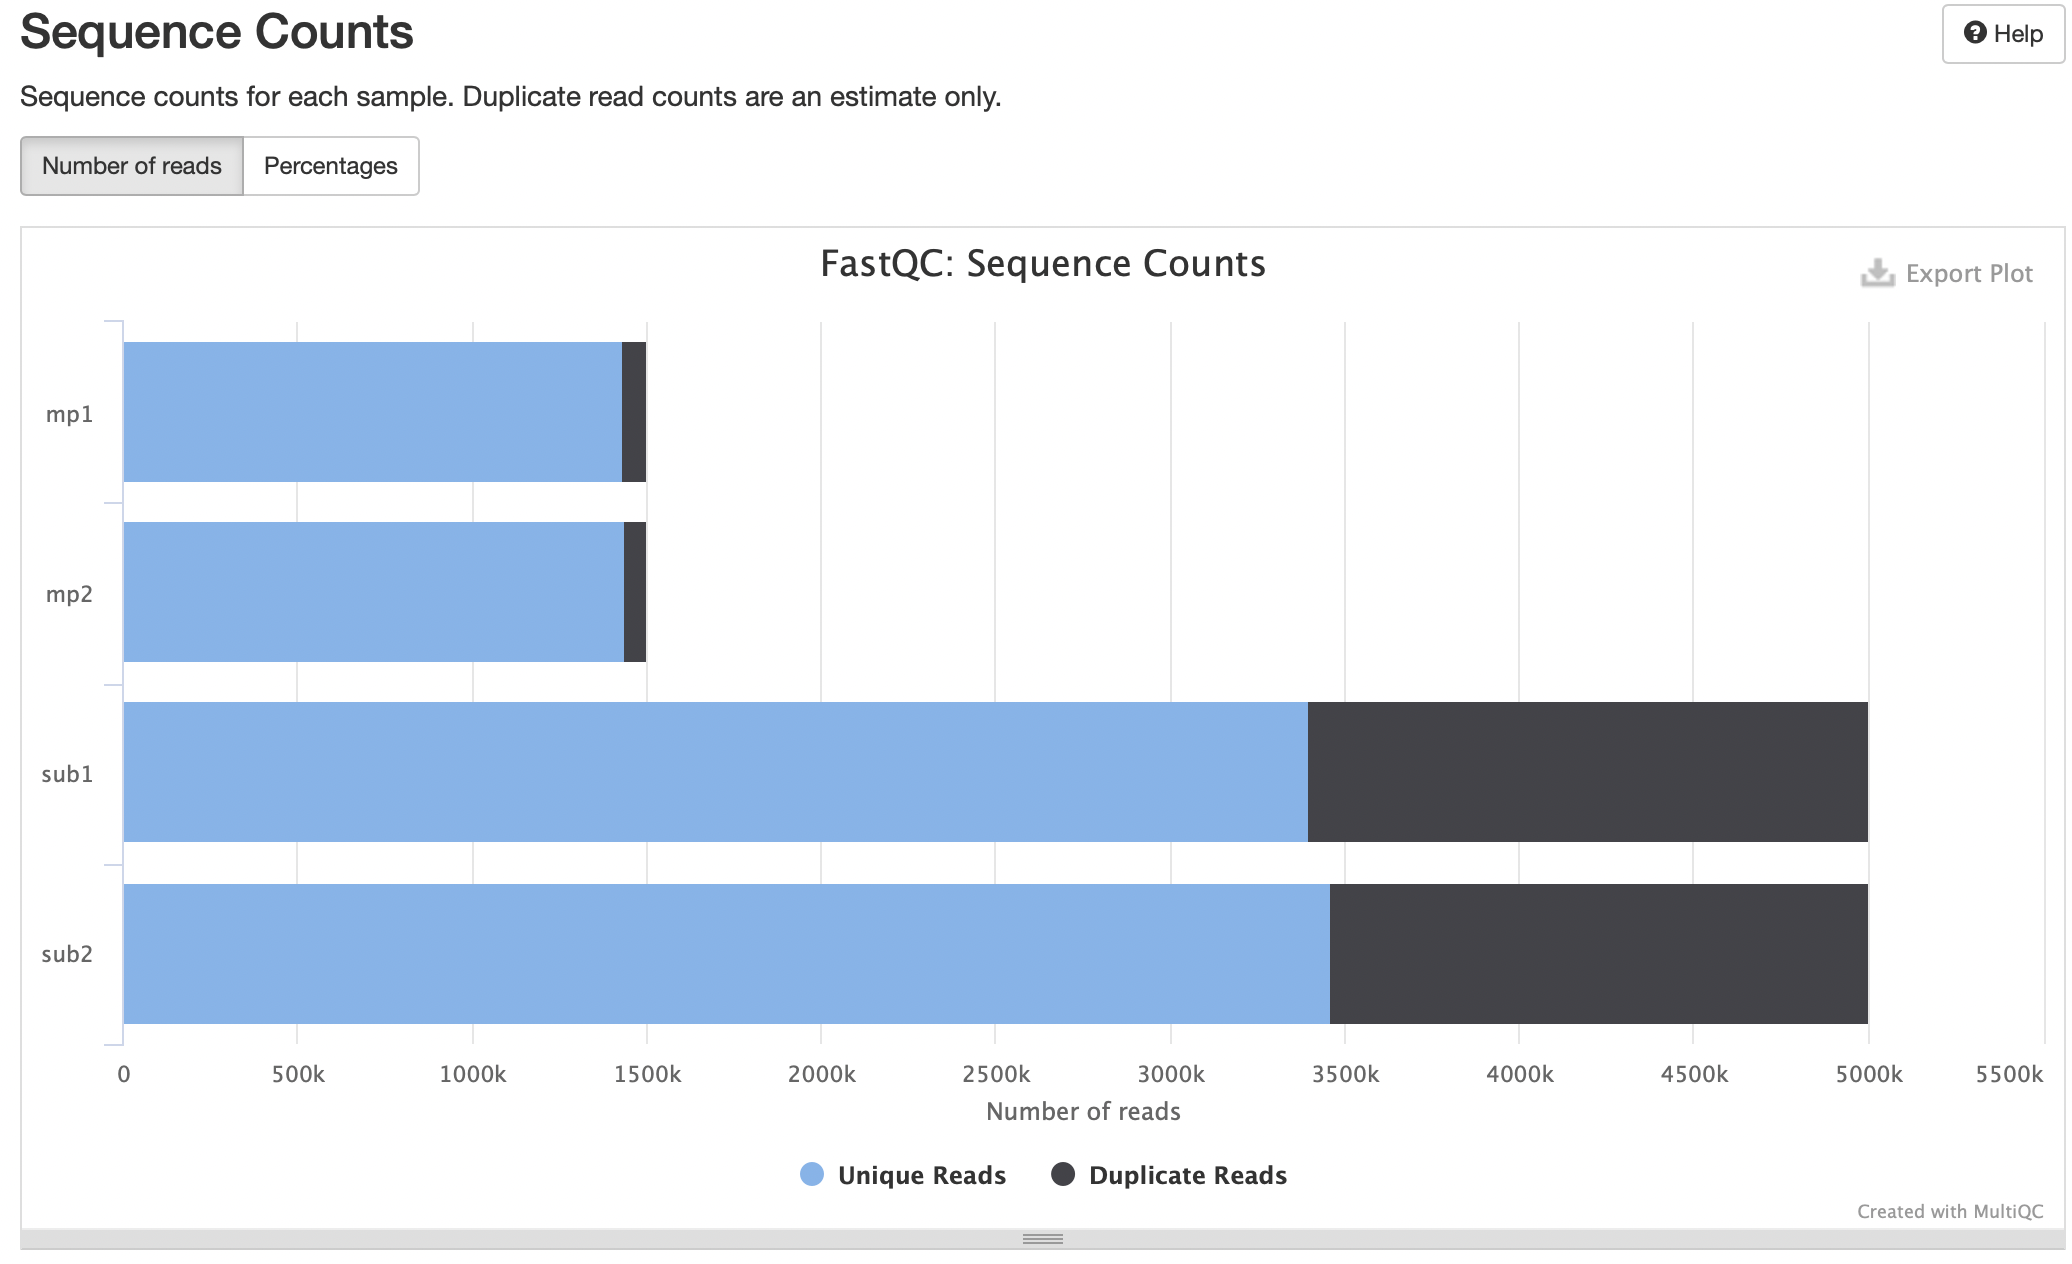 Sequence Counts
Help
Sequence counts for each sample. Duplicate read counts are an estimate only.
Number of reads
Percentages
FastQC: Sequence Counts
Export Plot
mp1
mp2
sub1
sub2
0 500k 1000k 1500k 2000k 2500k 3000k 3500k 4000k 4500k 5000k 5500k
Number of reads
Unique Reads Duplicate Reads
Created with MultiQC